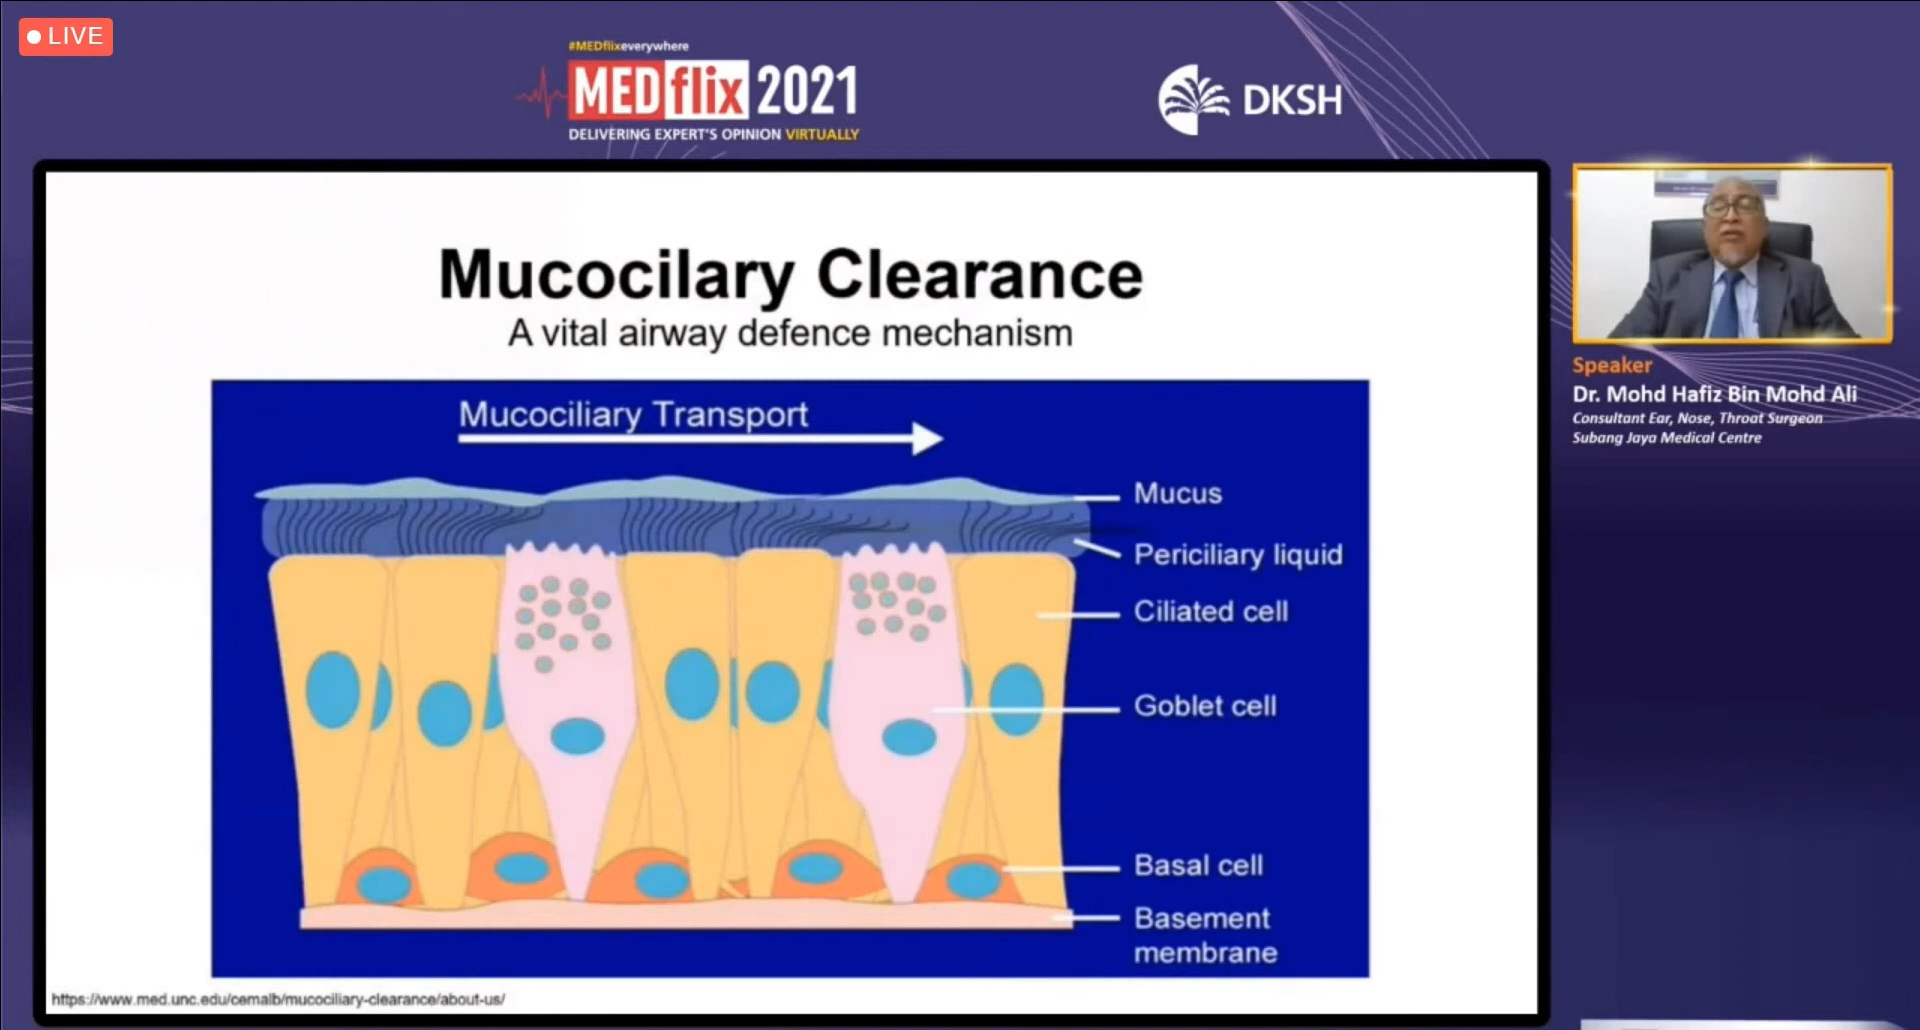 LIVE
#MEDflixeverywhere
MEDflix 2021
DELIVERING EXPERT'S OPINION VIRTUALLY
DKSH
Mucocilary Clearance
A vital airway defence mechanism
Mucociliary Transport
Mucus
Periciliary liquid
Ciliated cell
Goblet cell
Basal cell
Basement
membrane
https://www.med.unc.edu/cemalb/mucociliary-clearance/about-us/
Speaker
Dr. Mohd Hafiz Bin Mohd Ali
Consultant Ear, Nose, Throat Surgeon
Subang Jaya Medical Centre